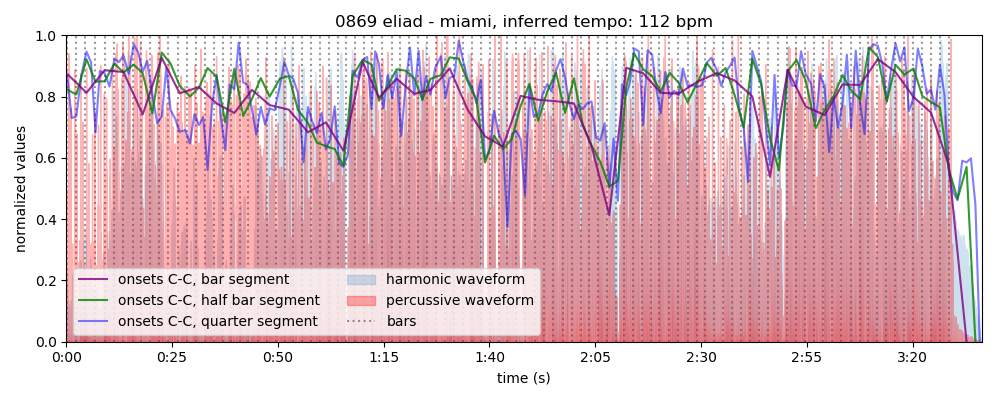 0869 eliad - miami, inferred tempo: 112 bpm
1.0
0.8
0.6
0.4
0.2
0.0
normalized values
onsets C-C, bar segment
onsets C-C, half bar segment
onsets C-C, quarter segment
harmonic waveform
percussive waveform
bars
0:00 0:25 0:50 1:15 1:40 2:05 2:30 2:55 3:20
time (s)